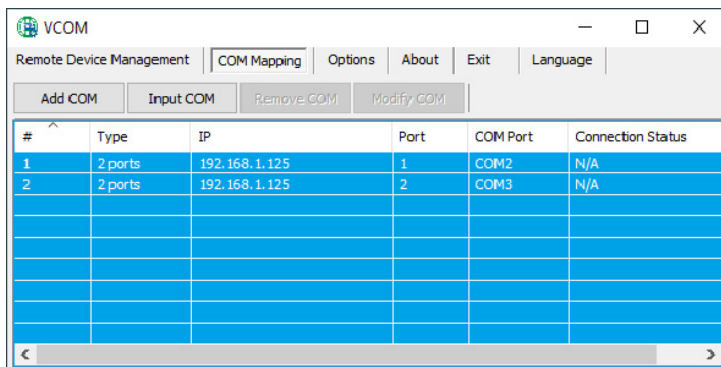 VCOM
Remote Device Management COM Mapping Options About Exit Language
Add COM Input COM Remove COM Modify COM
# Type IP Port COM Port Connection Status
1 2 ports 192.168.1.125 1 COM2 N/A
2 2 ports 192.168.1.125 2 COM3 N/A